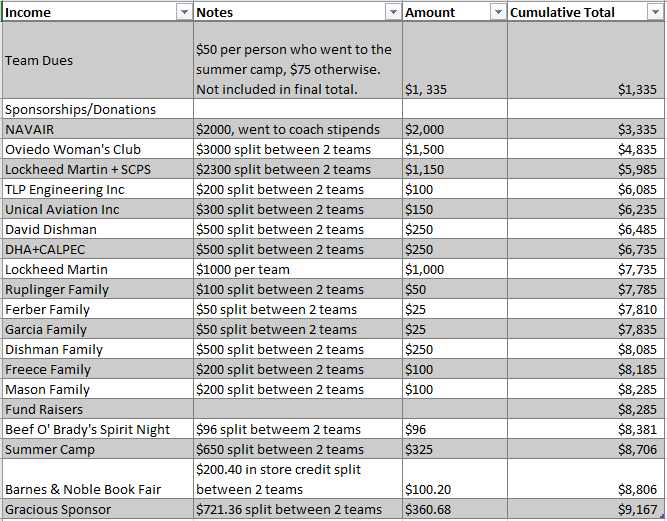 Income Notes Amount Cumulative Total
$50 per person who went to the
summer camp, $75 otherwise.
Team Dues Not included in final total. $1, 335 $1,335
Sponsorships/Donations
NAVAIR $2000, went to coach stipends $2,000 $3,335
Oviedo Woman's Club $3000 split between 2 teams $1,500 $4,835
Lockheed Martin + SCPS $2300 split between 2 teams $1,150 $5,985
TLP Engineering Inc $200 split between 2 teams $100 $6,085
Unical Aviation Inc $300 split between 2 teams $150 $6,235
David Dishman $500 split between 2 teams $250 $6,485
DHA+CALPEC $500 split between 2 teams $250 $6,735
Lockheed Martin $1000 per team $1,000 $7,735
Ruplinger Family $100 split between 2 teams $50 $7,785
Ferber Family $50 split between 2 teams $25 $7,810
Garcia Family $50 split between 2 teams $25 $7,835
Dishman Family $500 split between 2 teams $250 $8,085
Freece Family $200 split between 2 teams $100 $8,185
Mason Family $200 split between 2 teams $100 $8,285
Fund Raisers $8,285
Beef O' Brady's Spirit Night $96 split betweem 2 teams $96 $8,381
Summer Camp $650 split between 2 teams $325 $8,706
$200.40 in store credit split
Barnes & Noble Book Fair between 2 teams $100.20 $8,806
Gracious Sponsor $721.36 split between 2 teams $360.68 $9,167